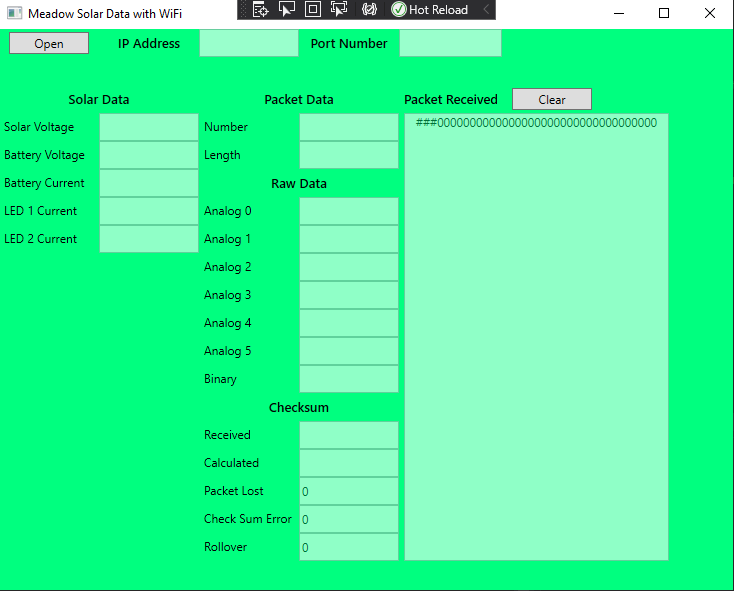 Meadow Solar Data with WiFi
Hot Reload
Open IP Address Port Number
Solar Data Packet Data Packet Received Clear
Solar Voltage Number
Battery Voltage Length
Battery Current Raw Data
LED 1 Current Analog 0
LED 2 Current Analog 1
Analog 2
Analog 3
Analog 4
Analog 5
Binary
Checksum
Received
Calculated
Packet Lost 0
Check Sum Error 0
Rollover 0